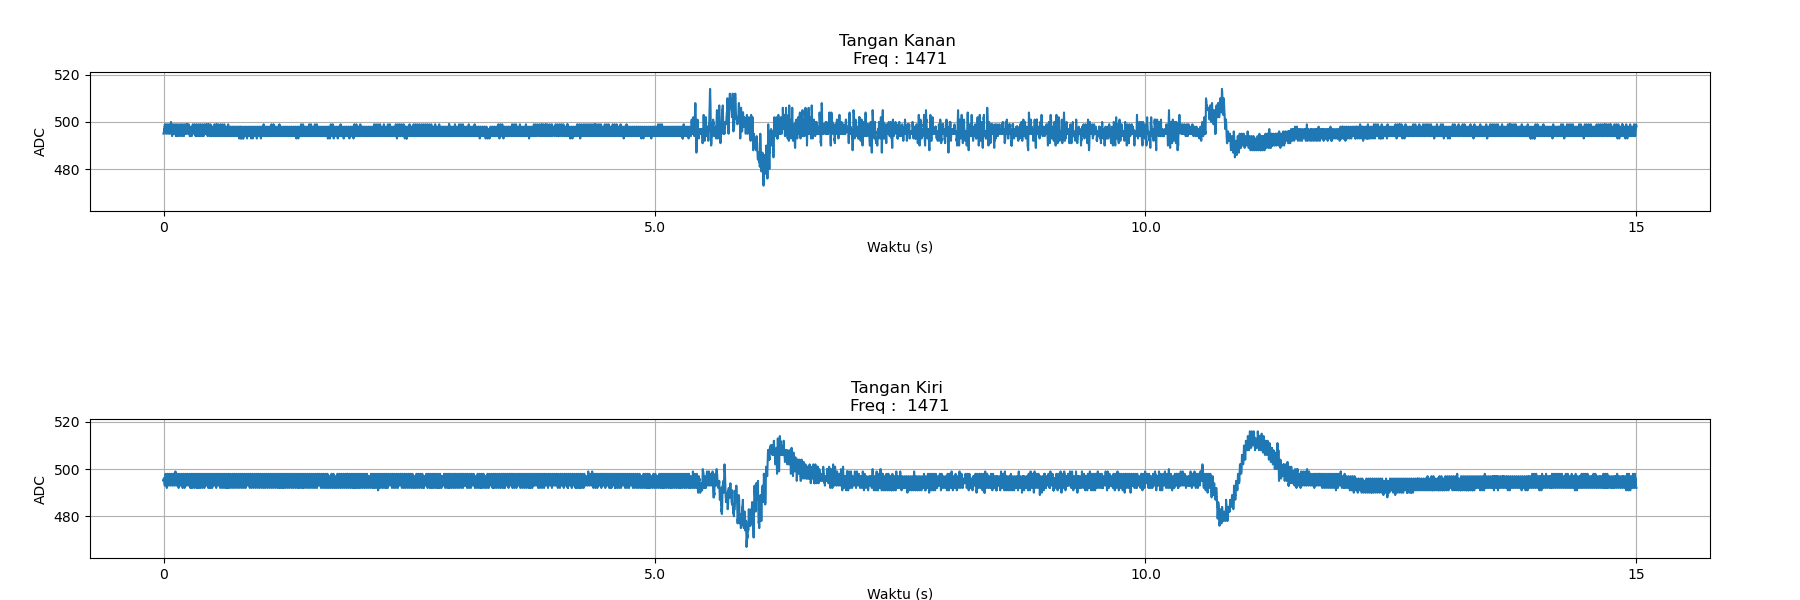 Tangan Kanan
Freq : 1471
520
500
480
ADC
0 5.0 10.0 15
Waktu (s)
Tangan Kiri
Freq :  1471
520
500
480
ADC
0 5.0 10.0 15
Waktu (s)